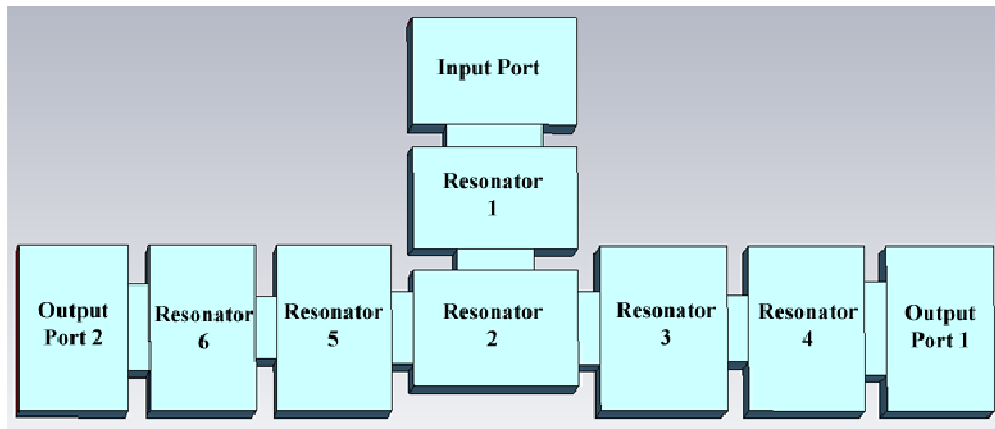 Input Port
Resonator
1
Output
Port 2
Resonator
6
Resonator
5
Resonator
2
Resonator
3
Resonator
4
Output
Port 1